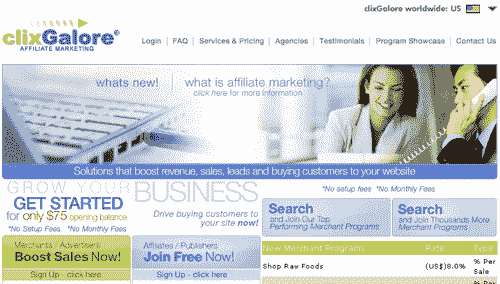 clixGalore worldwide: US
clixGalore®
AFFILIATE MARKETING
Login | FAQ | Services & Pricing | Agencies | Testimonials | Program Showcase | Contact Us
whats new!
what is affiliate marketing?
click here for more information
Solutions that boost revenue, sales, leads and buying customers to your website
GROW YOUR BUSINESS
GET STARTED
for only $75 opening balance
*No Setup Fees *No Monthly Fees
Drive buying customers to
your site now!
*No setup fees *No Monthly Fees
Search
and Join Our Top
Performing Merchant Programs
Search
and Join Thousands More
Merchant Programs
Merchants / Advertisers
Boost Sales Now!
Sign Up - click here
Affiliates / Publishers
Join Free Now!
Sign Up - click here
New Merchant Programs Rate Type
Shop Raw Foods (US$)8.0% % Per
Sale
% Per